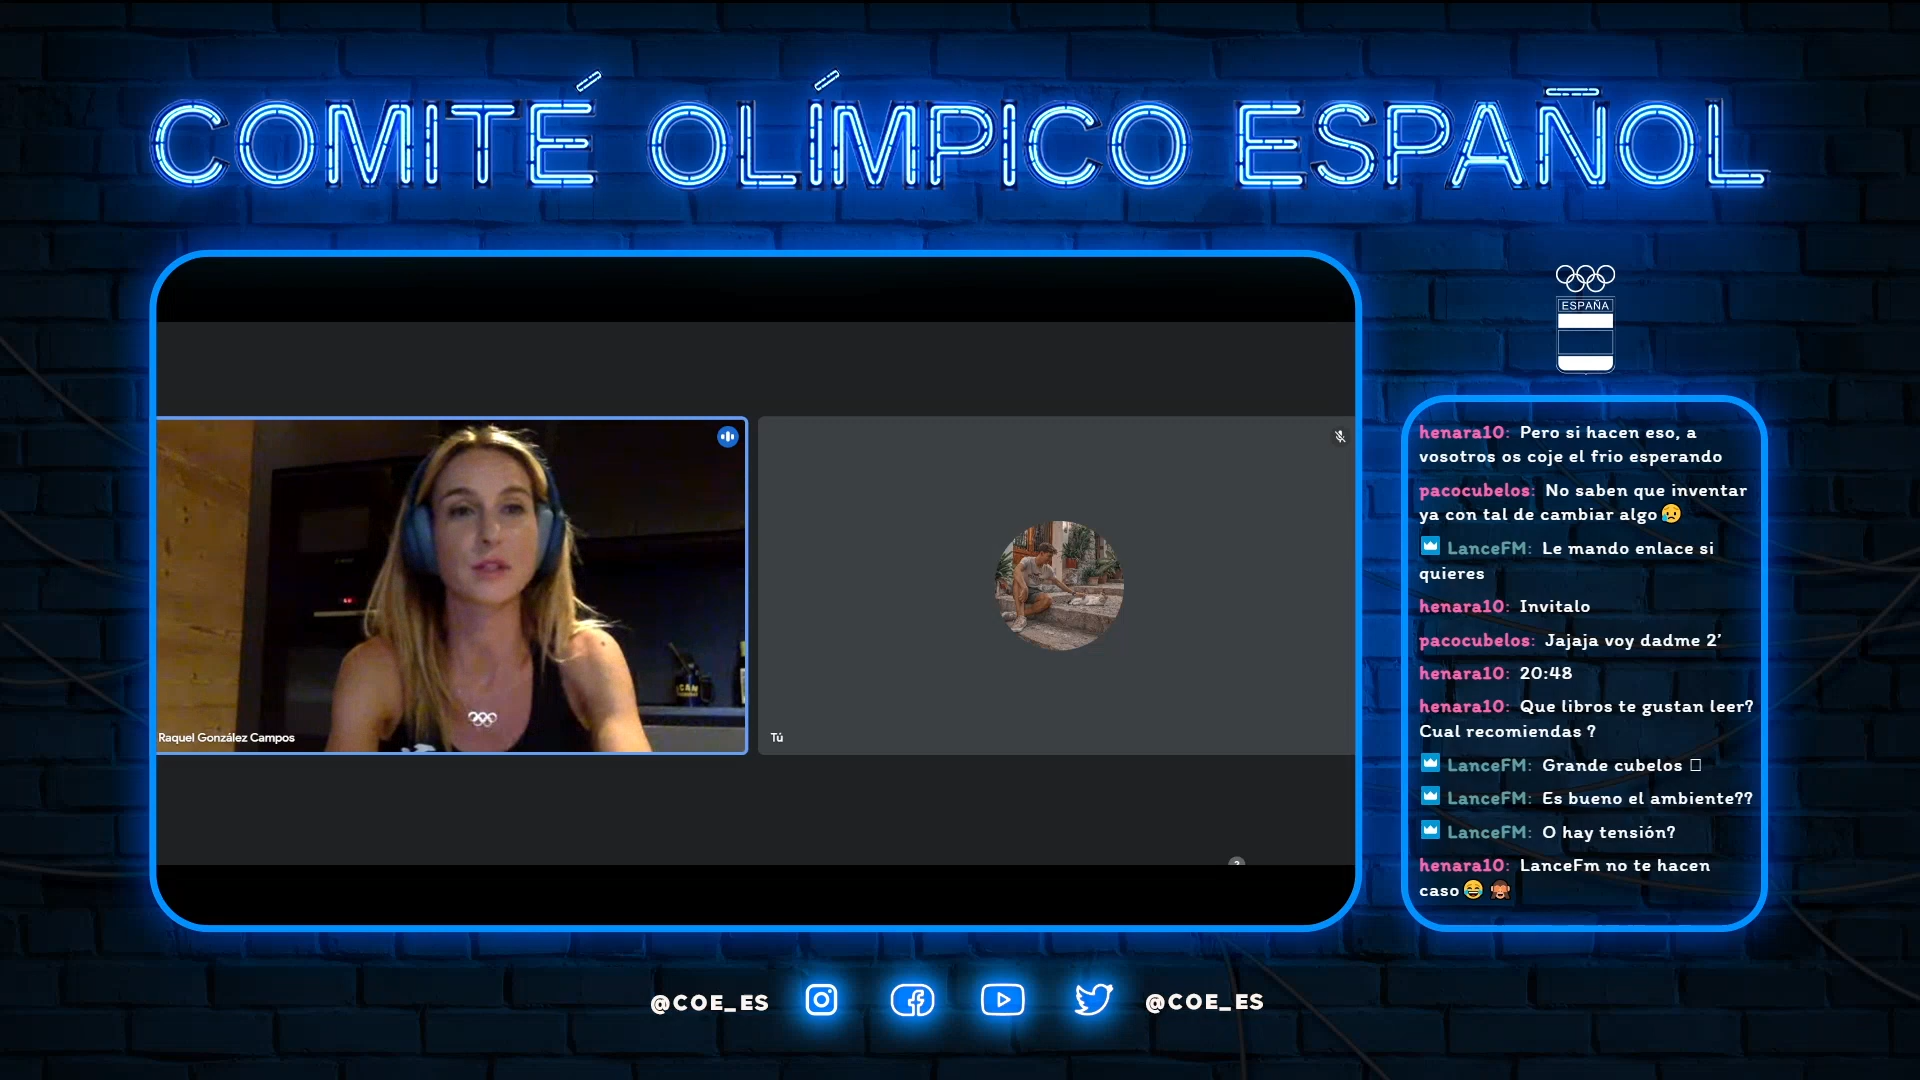 COMITÉ OLÍMPICO ESPAÑOL
ESPAÑA
Raquel González Campos
Tú
henara10: Pero si hacen eso, a
vosotros os coje el frio esperando
pacocubelos: No saben que inventar
ya con tal de cambiar algo 😥
LanceFM: Le mando enlace si
quieres
henara10: Invitalo
pacocubelos: Jajaja voy dadme 2'
henara10: 20:48
henara10: Que libros te gustan leer?
Cual recomiendas ?
LanceFM: Grande cubelos
LanceFM: Es bueno el ambiente??
LanceFM: O hay tensión?
henara10: LanceFm no te hacen
caso 😂 🙈
@COE_ES
@COE_ES